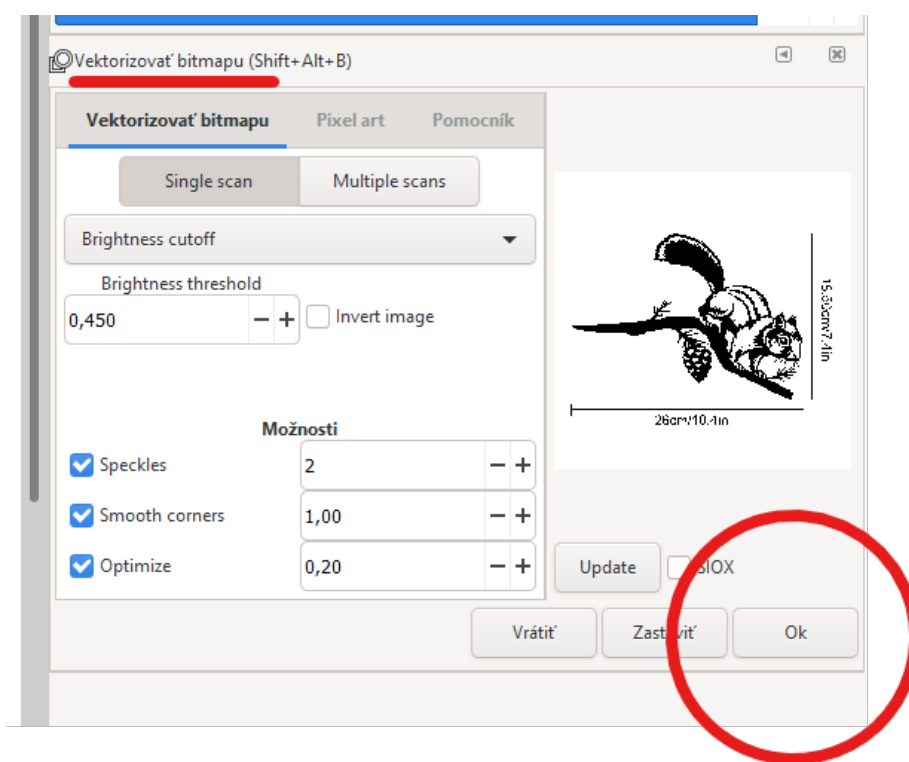 Vektorizovať bitmapu (Shift+Alt+B)
Vektorizovať bitmapu Pixel art Pomocník
Single scan Multiple scans
Brightness cutoff
Brightness threshold
0,450 − + Invert image
Možnosti
Speckles 2 − +
Smooth corners 1,00 − +
Optimize 0,20 − +
26cm/10.4in
Update SIOX
Vrátiť Zastaviť Ok